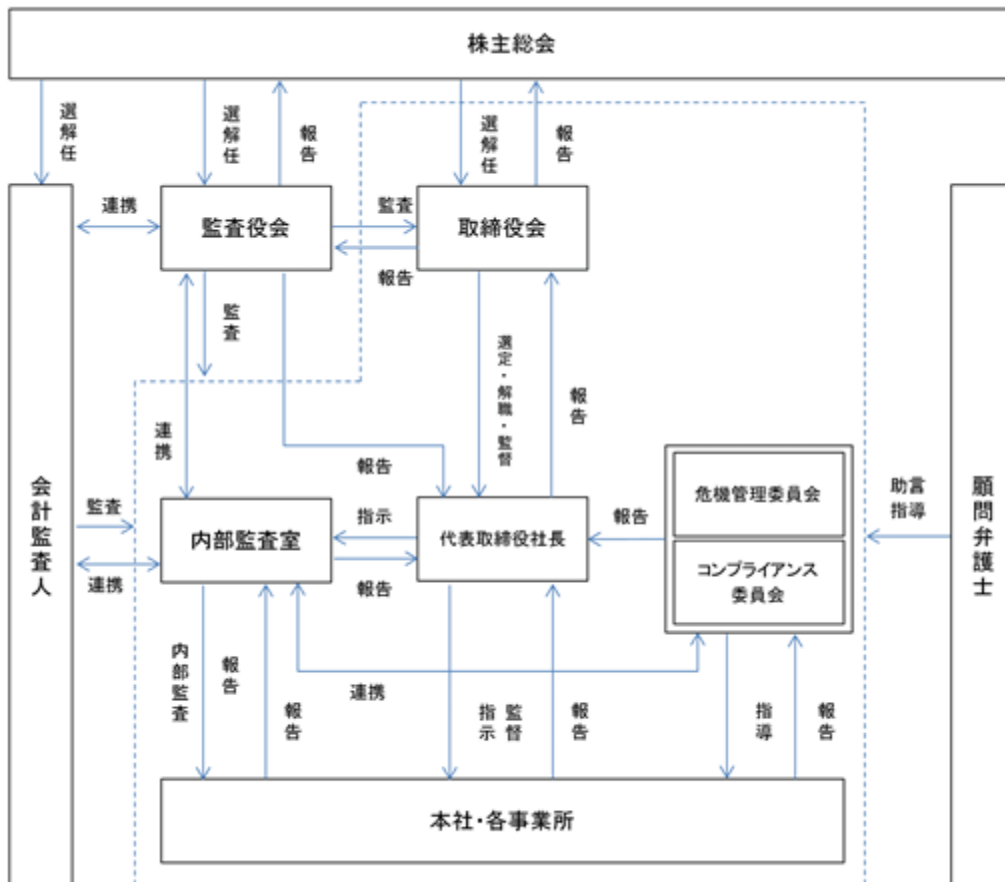 株主総会
選解任
選解任
報告
選解任
報告
連携
監査役会
監査
取締役会
報告
監査
選定・解職・監督
報告
連携
報告
会計監査人
顧問弁護士
監査
連携
内部監査室
指示
報告
代表取締役社長
報告
危機管理委員会
コンプライアンス
委員会
助言
指導
内部監査
報告
報告
連携
指示
監督
報告
指導
報告
本社・各事業所